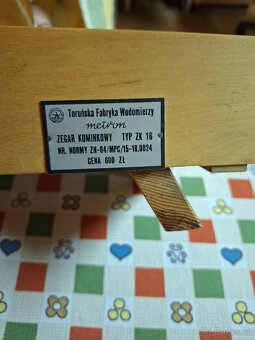 Toruńska Fabryka Wodomierzy
metron
ZEGAR KOMINKOWY TYP ZK 16
NR. NORMY ZN-64/MPC/15-18.0024
CENA 600 ZŁ